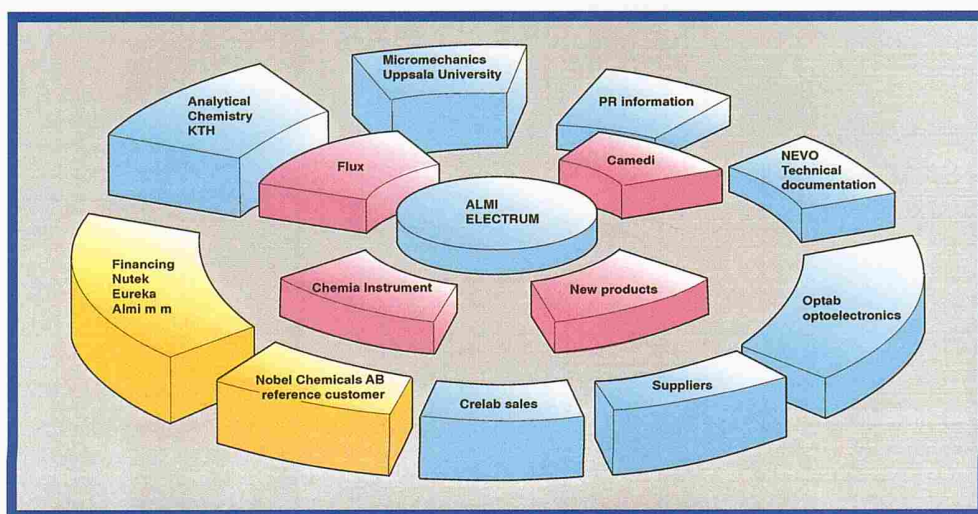 Micromechanics
Uppsala University
Analytical
Chemistry
KTH
PR information
Flux
Camedi
NEVO
Technical
documentation
ALMI
ELECTRUM
Financing
Nutek
Eureka
Almi m m
Chemia Instrument
New products
Optab
optoelectronics
Nobel Chemicals AB
reference customer
Crelab sales
Suppliers